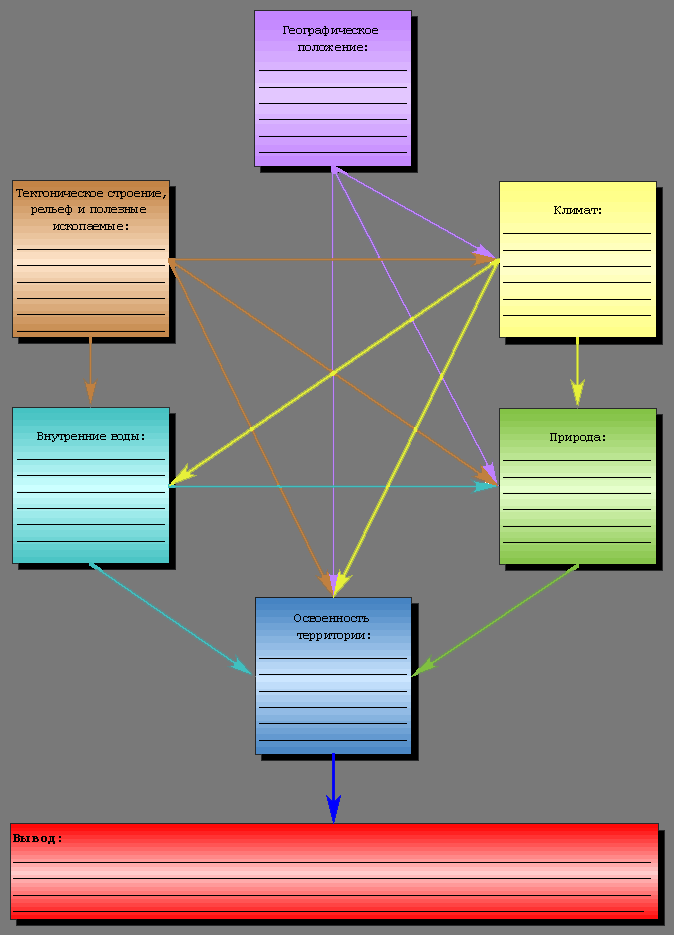 Географическое
положение:
Тектоническое строение,
рельеф и полезные
ископаемые:
Климат:
Внутренние воды:
Природа:
Освоенность
территории:
Вывод: